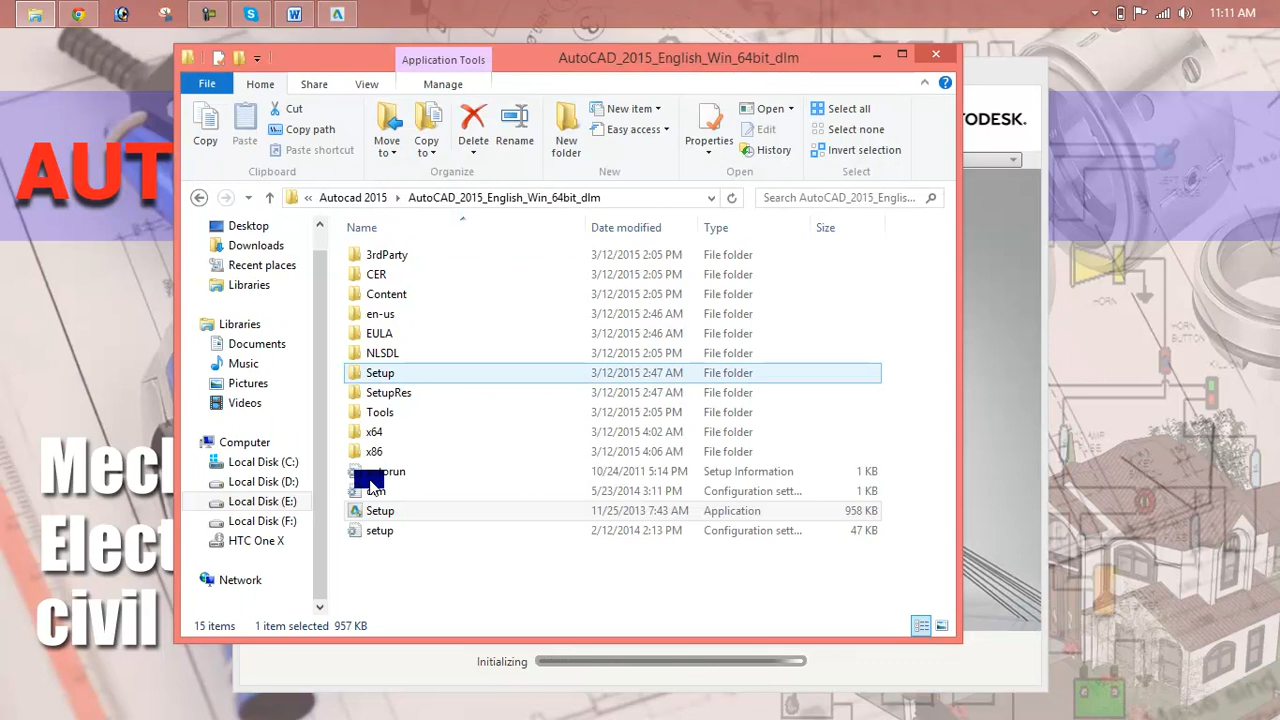 11:11 AM
Application Tools
AutoCAD_2015_English_Win_64bit_dlm
File
Home
Share
View
Manage
Copy
Paste
Cut
Copy path
Paste shortcut
Clipboard
Move to
Copy to
Delete
Rename
Organize
New folder
New item
Easy access
New
Properties
Open
Edit
History
Open
Select all
Select none
Invert selection
Select
« Autocad 2015 AutoCAD_2015_English_Win_64bit_dlm
Search AutoCAD_2015_Englis...
Desktop
Downloads
Recent places
Libraries
Libraries
Documents
Music
Pictures
Videos
Computer
Local Disk (C:)
Local Disk (D:)
Local Disk (E:)
Local Disk (F:)
HTC One X
Network
Name Date modified Type Size
3rdParty 3/12/2015 2:05 PM File folder
CER 3/12/2015 2:05 PM File folder
Content 3/12/2015 2:05 PM File folder
en-us 3/12/2015 2:46 AM File folder
EULA 3/12/2015 2:46 AM File folder
NLSDL 3/12/2015 2:05 PM File folder
Setup 3/12/2015 2:47 AM File folder
SetupRes 3/12/2015 2:47 AM File folder
Tools 3/12/2015 2:05 PM File folder
x64 3/12/2015 4:02 AM File folder
x86 3/12/2015 4:06 AM File folder
10/24/2011 5:14 PM Setup Information 1 KB
5/23/2014 3:11 PM Configuration sett... 1 KB
Setup 11/25/2013 7:43 AM Application 958 KB
setup 2/12/2014 2:13 PM Configuration sett... 47 KB
15 items 1 item selected 957 KB
Initializing
TODESK.
AUT
Mech
Elect
civil
HORN
HORN BUTTON